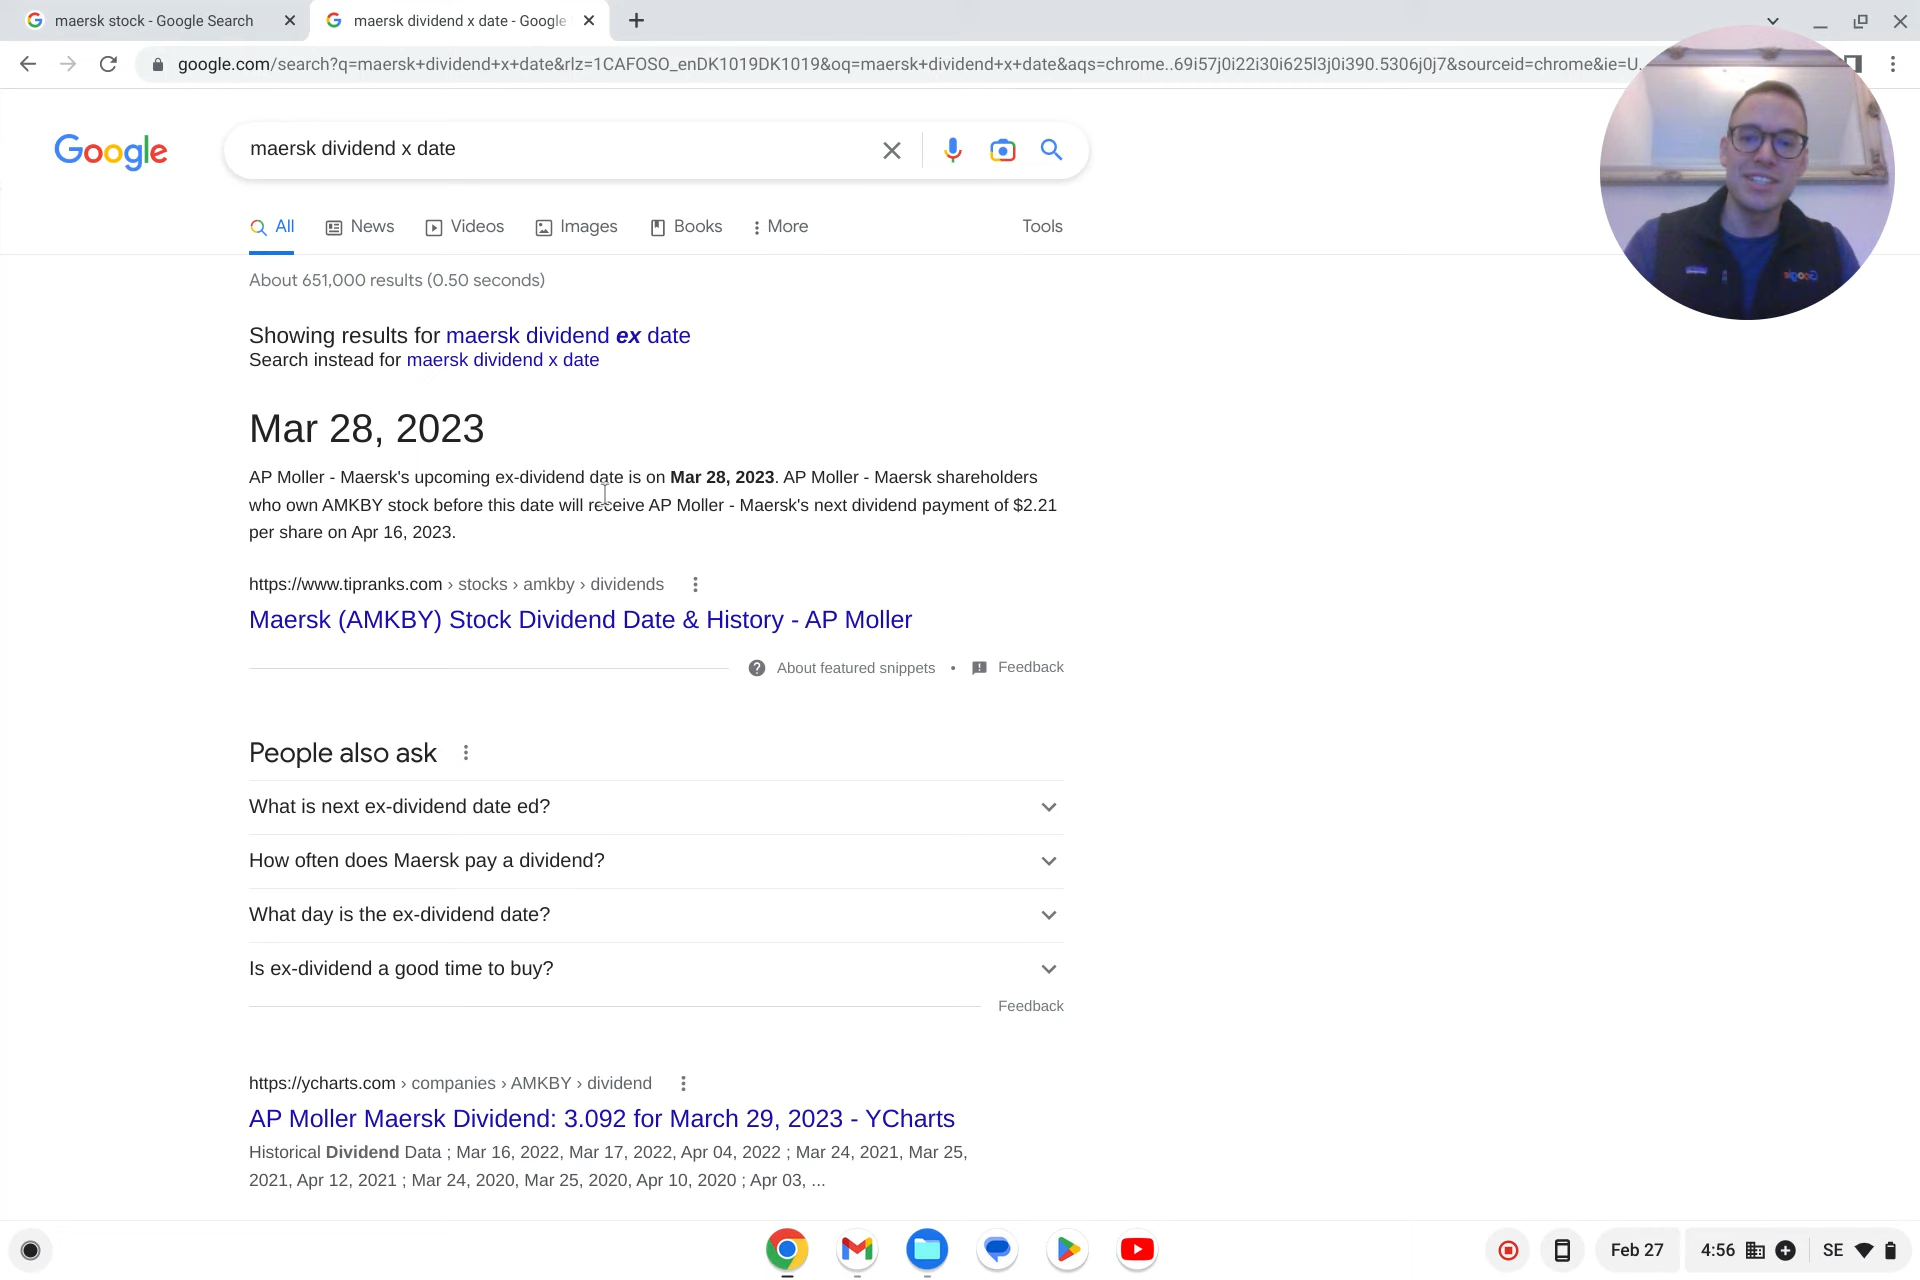 maersk stock - Google Search
maersk dividend x date - Google
google.com/search?q=maersk+dividend+x+date&rlz=1CAFOSO_enDK1019DK1019&oq=maersk+dividend+x+date&aqs=chrome..69i57j0i22i30i625l3j0i390.5306j0j7&sourceid=chrome&ie=U...
Google
maersk dividend x date
All
News
Videos
Images
Books
More
Tools
About 651,000 results (0.50 seconds)
Showing results for maersk dividend ex date
Search instead for maersk dividend x date
Mar 28, 2023
AP Moller - Maersk's upcoming ex-dividend date is on Mar 28, 2023. AP Moller - Maersk shareholders
who own AMKBY stock before this date will receive AP Moller - Maersk's next dividend payment of $2.21
per share on Apr 16, 2023.
https://www.tipranks.com › stocks › amkby › dividends
Maersk (AMKBY) Stock Dividend Date & History - AP Moller
About featured snippets • Feedback
People also ask
What is next ex-dividend date ed?
How often does Maersk pay a dividend?
What day is the ex-dividend date?
Is ex-dividend a good time to buy?
Feedback
https://ycharts.com › companies › AMKBY › dividend
AP Moller Maersk Dividend: 3.092 for March 29, 2023 - YCharts
Historical Dividend Data ; Mar 16, 2022, Mar 17, 2022, Apr 04, 2022 ; Mar 24, 2021, Mar 25,
2021, Apr 12, 2021 ; Mar 24, 2020, Mar 25, 2020, Apr 10, 2020 ; Apr 03, ...
Google
Feb 27
4:56
SE